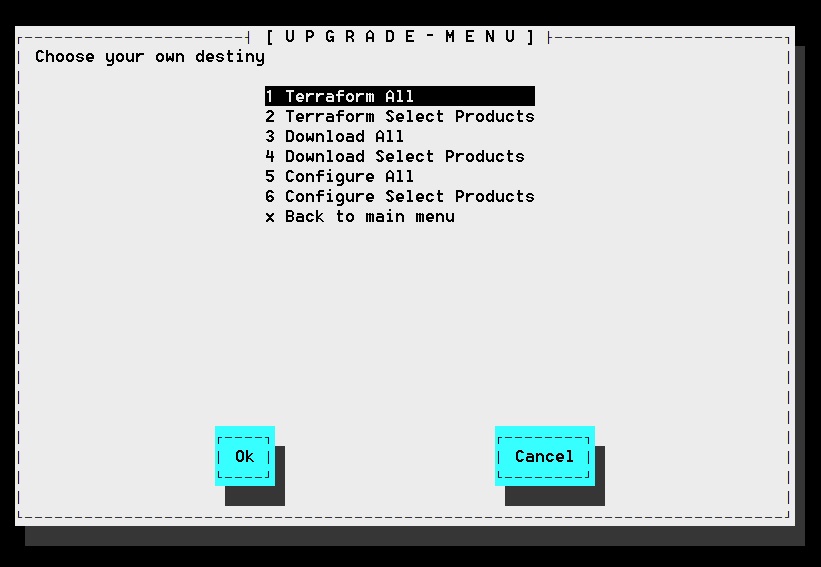 [ U P G R A D E - M E N U ]
Choose your own destiny
1 Terraform All
2 Terraform Select Products
3 Download All
4 Download Select Products
5 Configure All
6 Configure Select Products
x Back to main menu
Ok Cancel